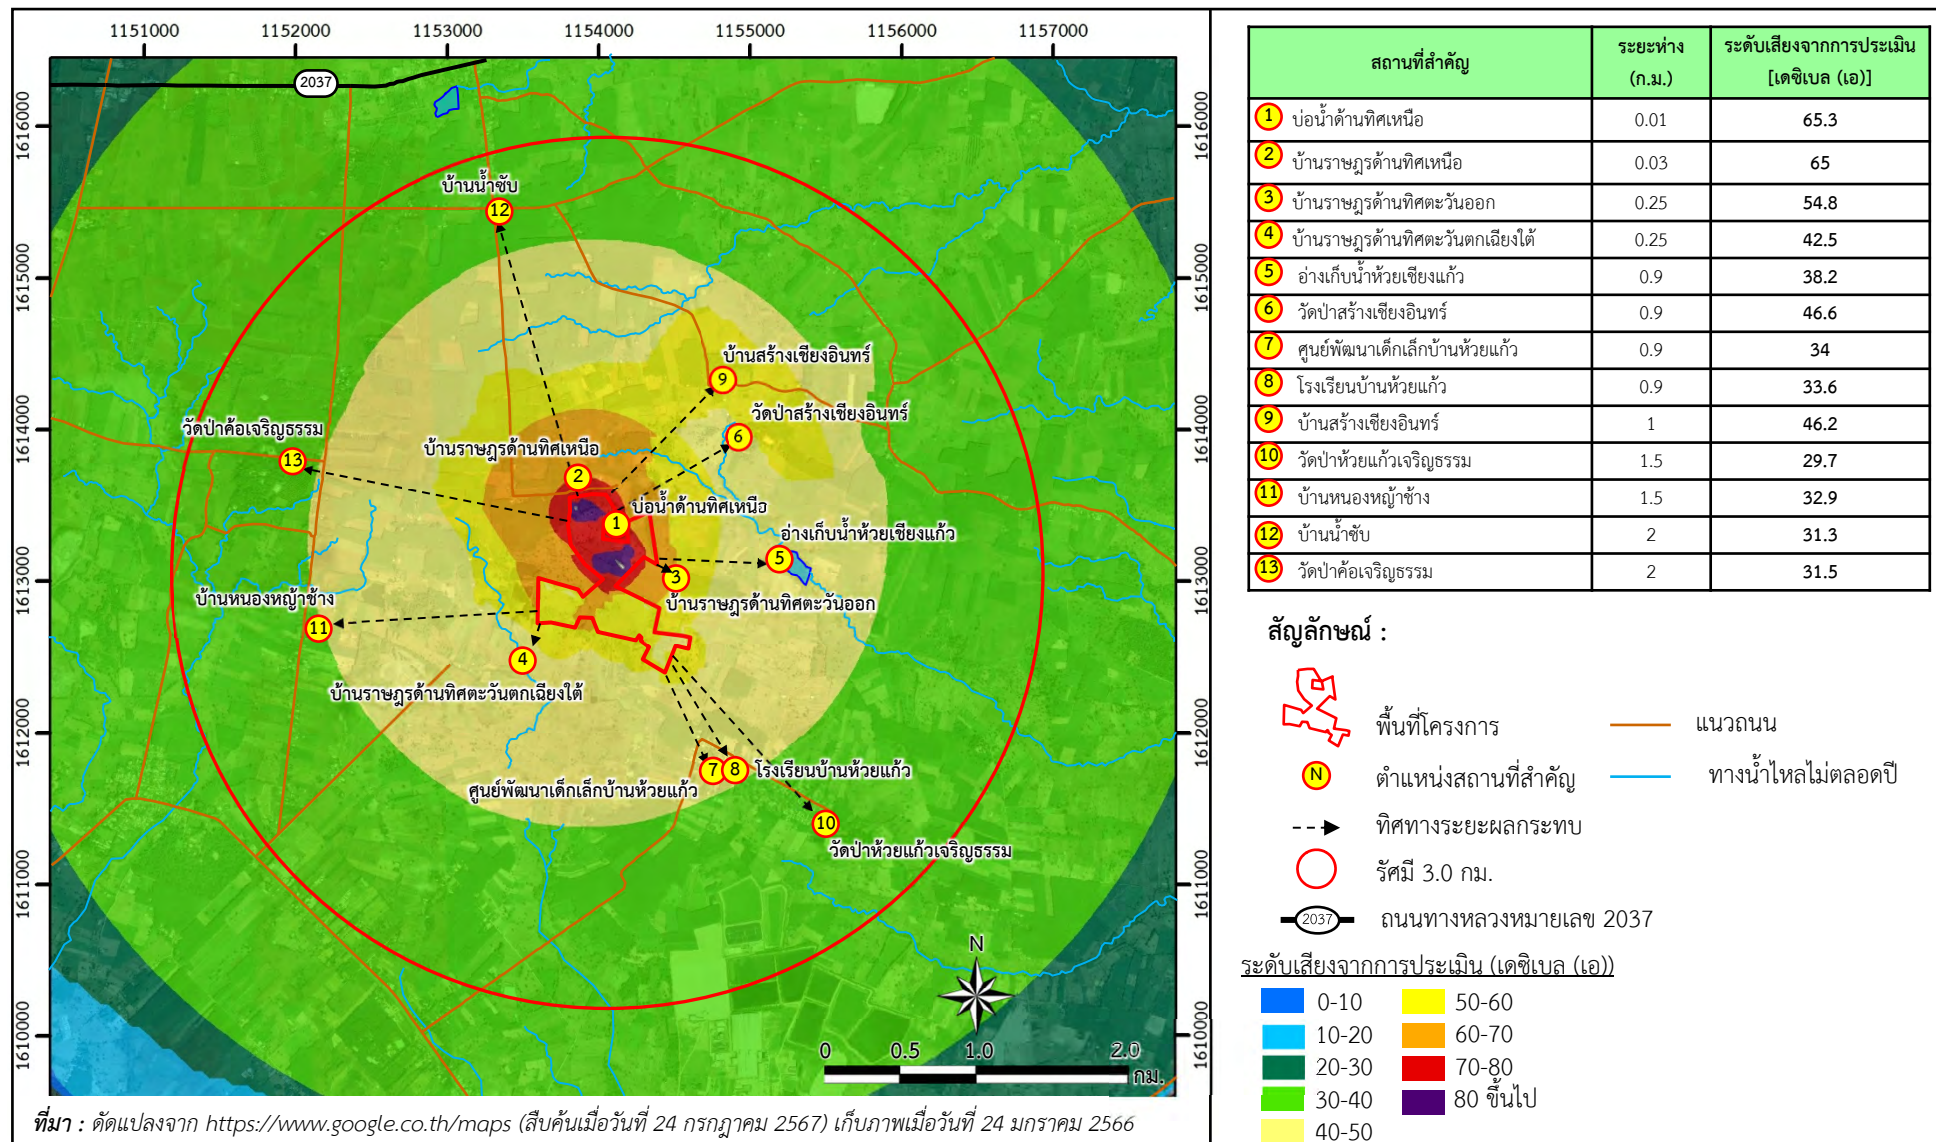 1151000 1152000 1153000 1154000 1155000 1156000 1157000
1616000
1615000
1614000
1613000
1612000
1611000
1610000
1616000
1615000
1614000
1613000
1612000
1611000
1610000
2037
บ้านน้ำซับ
12
บ้านสร้างเชียงอินทร์
9
วัดป่าสร้างเชียงอินทร์
6
วัดป่าค้อเจริญธรรม
13
บ้านราษฎรด้านทิศเหนือ
2
บ่อน้ำด้านทิศเหนือ
1
อ่างเก็บน้ำห้วยเชียงแก้ว
5
3
บ้านราษฎรด้านทิศตะวันออก
บ้านหนองหญ้าช้าง
11
4
บ้านราษฎรด้านทิศตะวันตกเฉียงใต้
7 8 โรงเรียนบ้านห้วยแก้ว
ศูนย์พัฒนาเด็กเล็กบ้านห้วยแก้ว
10
วัดป่าห้วยแก้วเจริญธรรม
N
0 0.5 1.0 2.0
กม.
ที่มา : ดัดแปลงจาก https://www.google.co.th/maps (สืบค้นเมื่อวันที่ 24 กรกฎาคม 2567) เก็บภาพเมื่อวันที่ 24 มกราคม 2566
สถานที่สำคัญ ระยะห่าง (ก.ม.) ระดับเสียงจากการประเมิน [เดซิเบล (เอ)]
1 บ่อน้ำด้านทิศเหนือ 0.01 65.3
2 บ้านราษฎรด้านทิศเหนือ 0.03 65
3 บ้านราษฎรด้านทิศตะวันออก 0.25 54.8
4 บ้านราษฎรด้านทิศตะวันตกเฉียงใต้ 0.25 42.5
5 อ่างเก็บน้ำห้วยเชียงแก้ว 0.9 38.2
6 วัดป่าสร้างเชียงอินทร์ 0.9 46.6
7 ศูนย์พัฒนาเด็กเล็กบ้านห้วยแก้ว 0.9 34
8 โรงเรียนบ้านห้วยแก้ว 0.9 33.6
9 บ้านสร้างเชียงอินทร์ 1 46.2
10 วัดป่าห้วยแก้วเจริญธรรม 1.5 29.7
11 บ้านหนองหญ้าช้าง 1.5 32.9
12 บ้านน้ำซับ 2 31.3
13 วัดป่าค้อเจริญธรรม 2 31.5
สัญลักษณ์ :
พื้นที่โครงการ แนวถนน
N ตำแหน่งสถานที่สำคัญ ทางน้ำไหลไม่ตลอดปี
ทิศทางระยะผลกระทบ
รัศมี 3.0 กม.
2037 ถนนทางหลวงหมายเลข 2037
ระดับเสียงจากการประเมิน (เดซิเบล (เอ))
0-10 50-60
10-20 60-70
20-30 70-80
30-40 80 ขึ้นไป
40-50